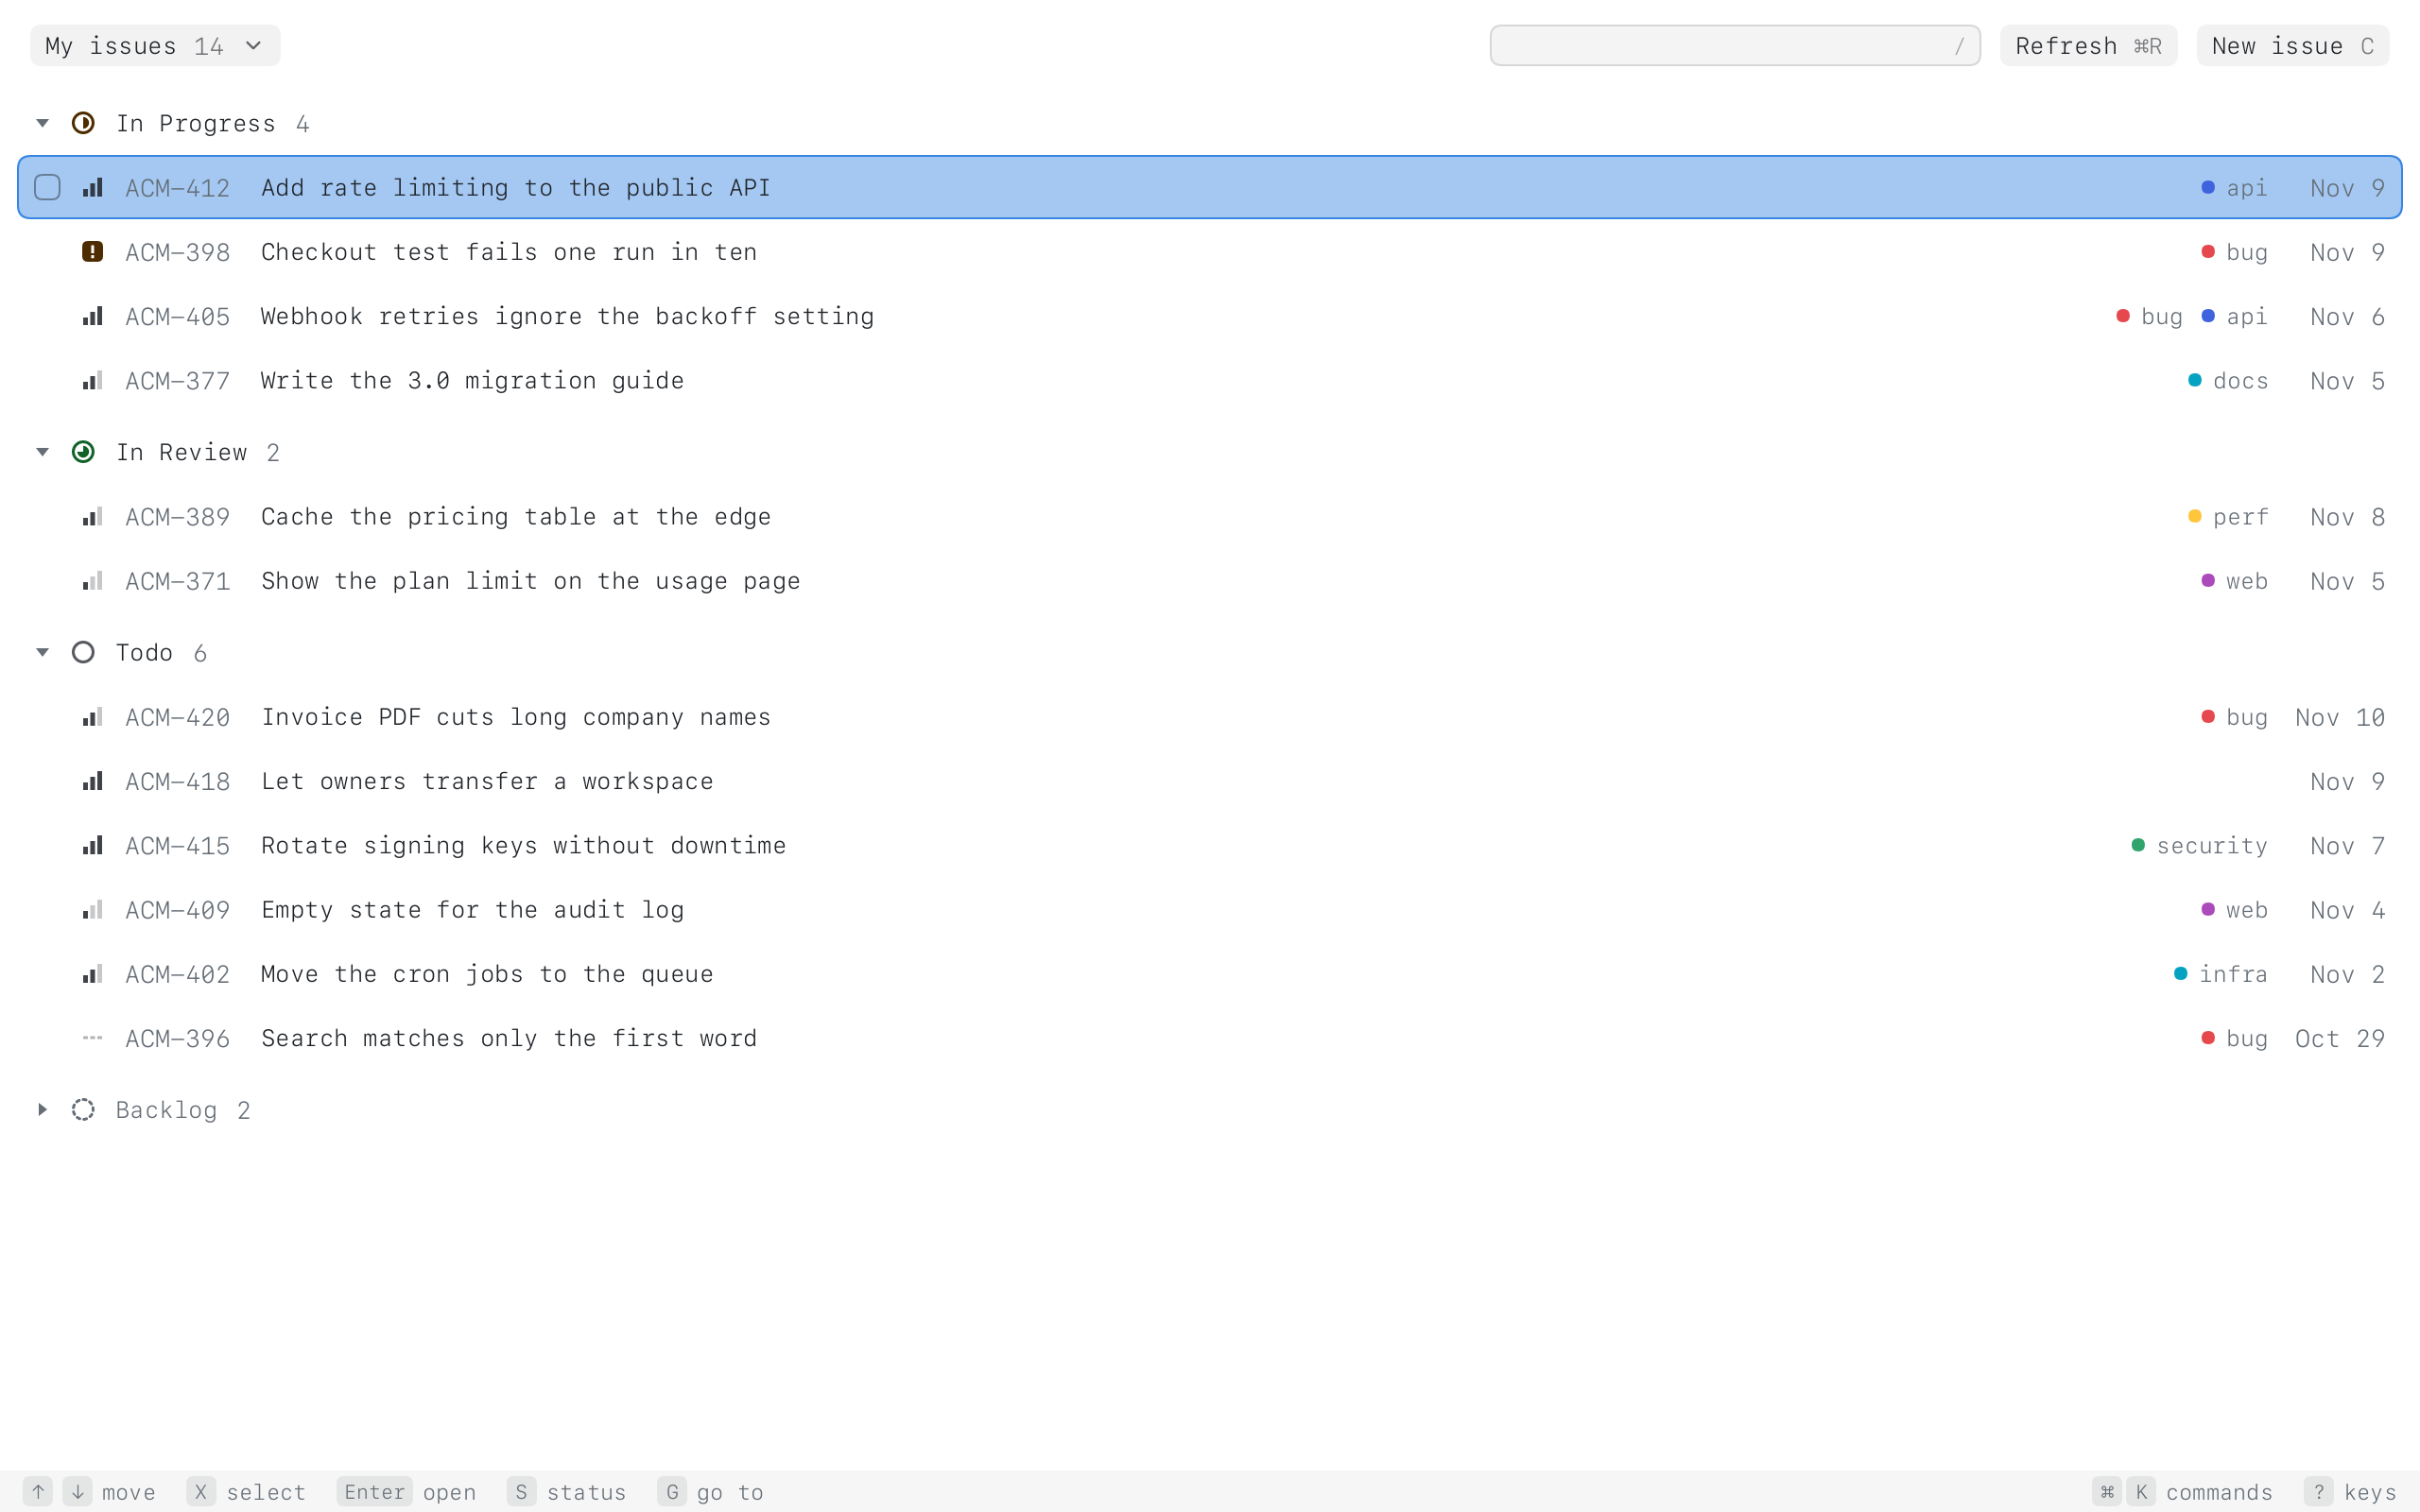 My issues 14 / Refresh ⌘R New issue C
In Progress 4
ACM-412 Add rate limiting to the public API api Nov 9
! ACM-398 Checkout test fails one run in ten bug Nov 9
ACM-405 Webhook retries ignore the backoff setting bug api Nov 6
ACM-377 Write the 3.0 migration guide docs Nov 5
In Review 2
ACM-389 Cache the pricing table at the edge perf Nov 8
ACM-371 Show the plan limit on the usage page web Nov 5
Todo 6
ACM-420 Invoice PDF cuts long company names bug Nov 10
ACM-418 Let owners transfer a workspace Nov 9
ACM-415 Rotate signing keys without downtime security Nov 7
ACM-409 Empty state for the audit log web Nov 4
ACM-402 Move the cron jobs to the queue infra Nov 2
ACM-396 Search matches only the first word bug Oct 29
Backlog 2
↑ ↓ move X select Enter open S status G go to ⌘ K commands ? keys